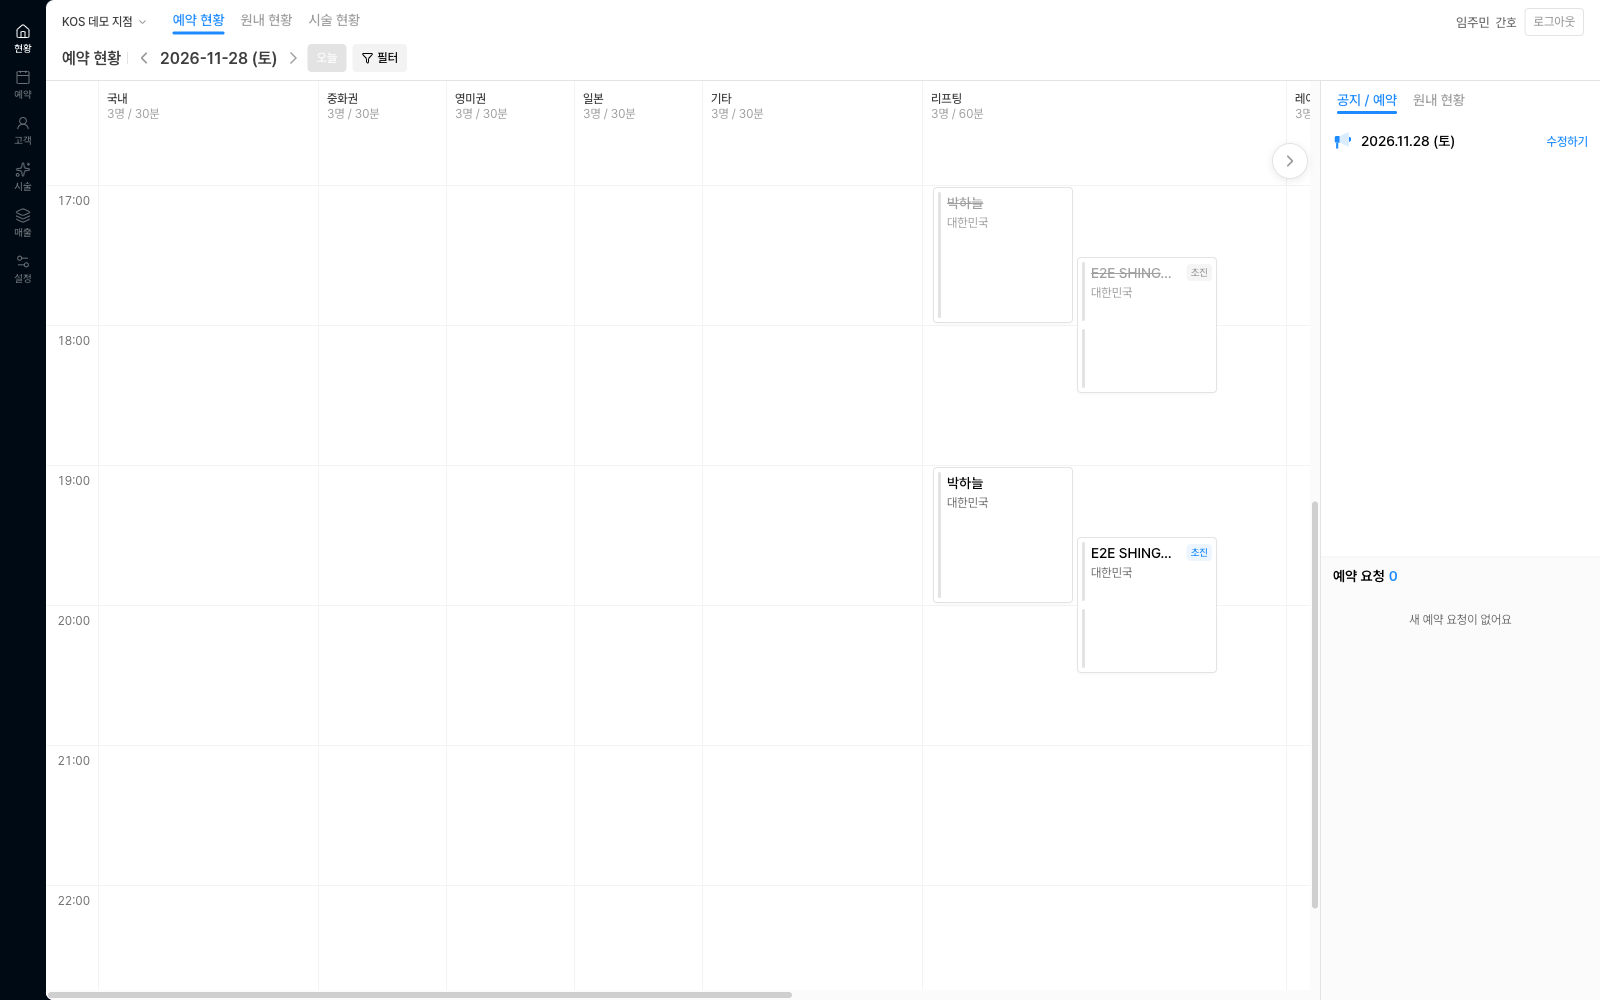 현황
예약
고객
시술
매출
설정
KOS 데모 지점
예약 현황
원내 현황
시술 현황
임주민 간호
로그아웃
예약 현황
2026-11-28 (토)
오늘
필터
국내
3명 / 30분
중화권
3명 / 30분
영미권
3명 / 30분
일본
3명 / 30분
기타
3명 / 30분
리프팅
3명 / 60분
3명
17:00
18:00
19:00
20:00
21:00
22:00
박하늘
대한민국
E2E SHING...
초진
대한민국
박하늘
대한민국
E2E SHING...
초진
대한민국
공지 / 예약
원내 현황
2026.11.28 (토)
수정하기
예약 요청 0
새 예약 요청이 없어요